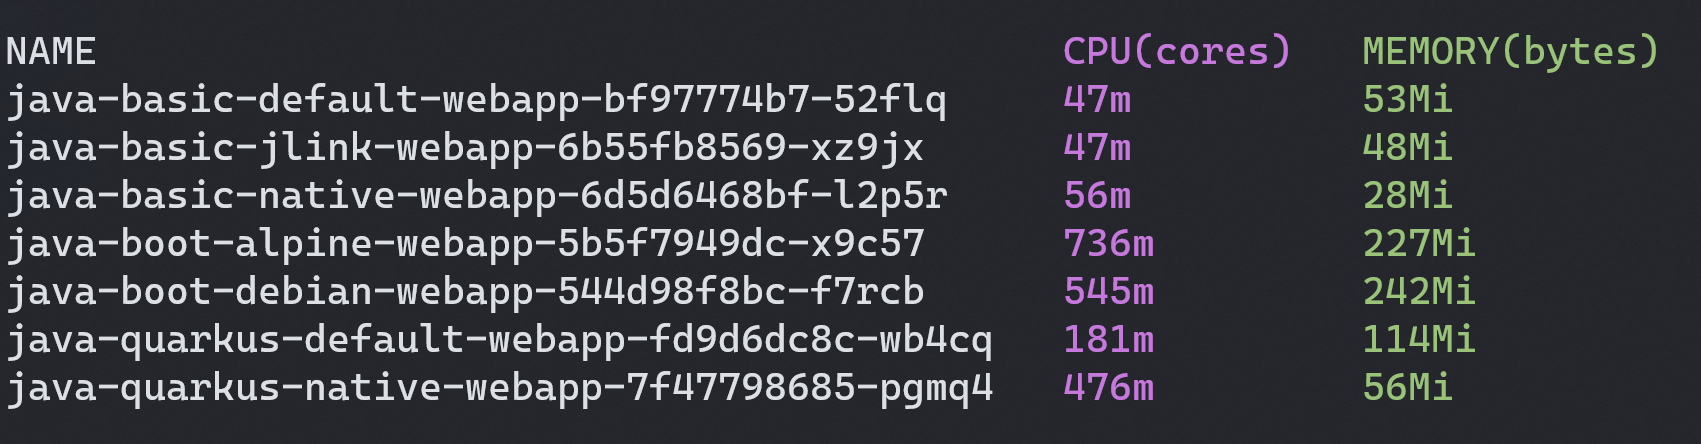 NAME CPU(cores) MEMORY(bytes)
java-basic-default-webapp-bf97774b7-52flq 47m 53Mi
java-basic-jlink-webapp-6b55fb8569-xz9jx 47m 48Mi
java-basic-native-webapp-6d5d6468bf-l2p5r 56m 28Mi
java-boot-alpine-webapp-5b5f7949dc-x9c57 736m 227Mi
java-boot-debian-webapp-544d98f8bc-f7rcb 545m 242Mi
java-quarkus-default-webapp-fd9d6dc8c-wb4cq 181m 114Mi
java-quarkus-native-webapp-7f47798685-pgmq4 476m 56Mi